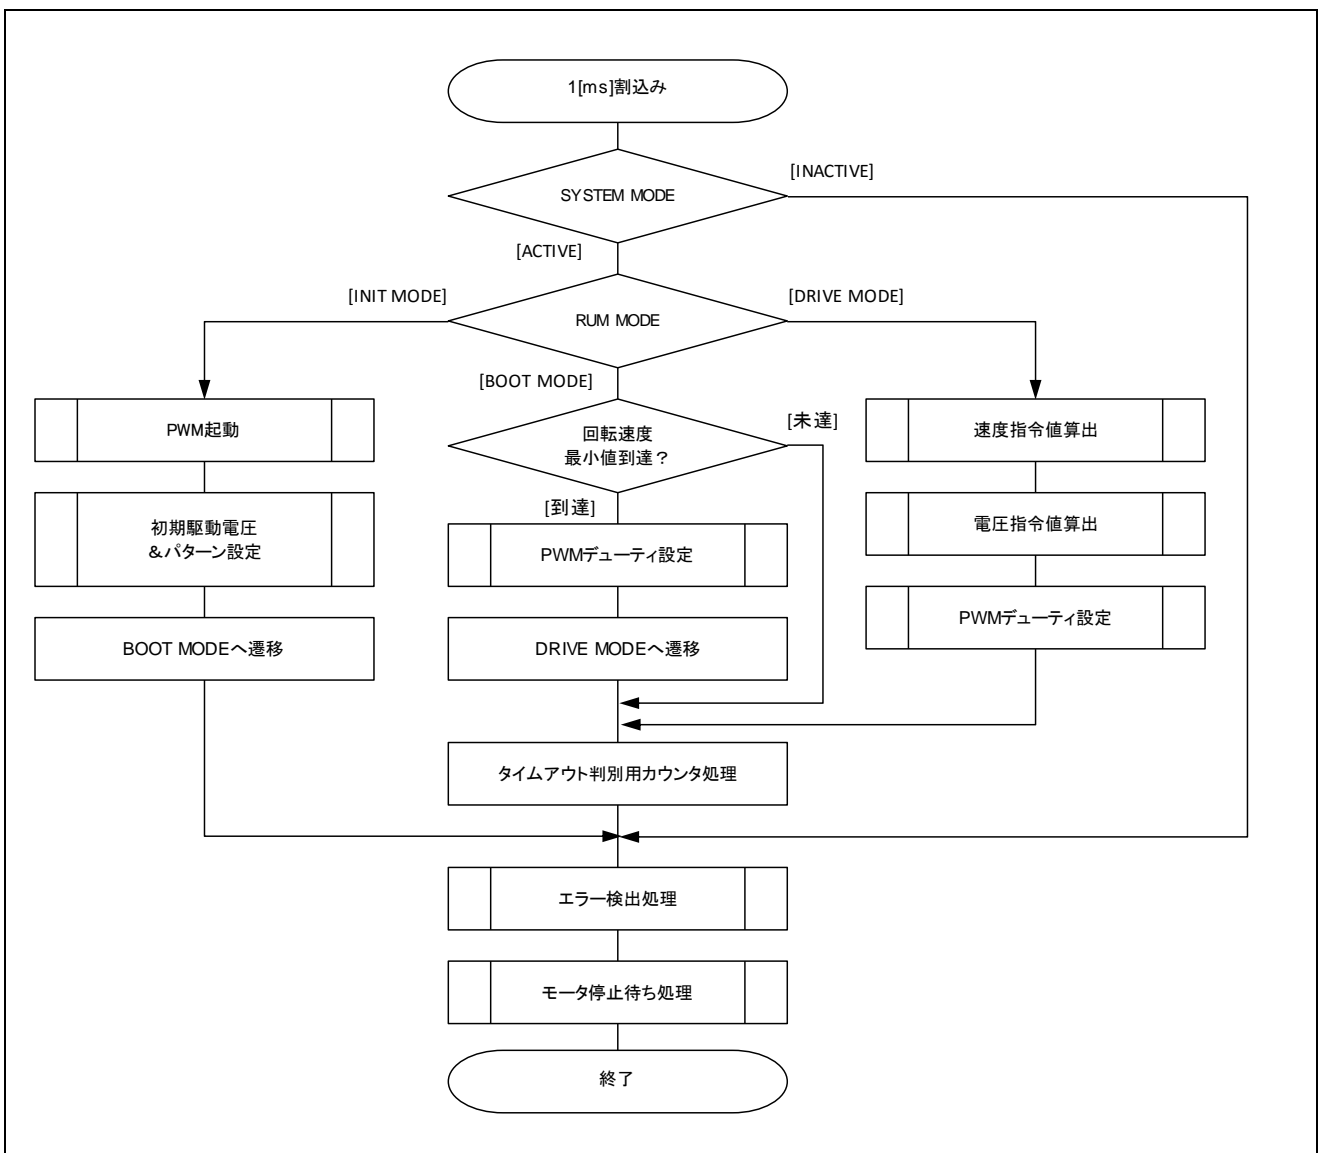 1[ms]割込み
SYSTEM MODE
[INACTIVE]
[ACTIVE]
[INIT MODE]
RUM MODE
[DRIVE MODE]
[BOOT MODE]
PWM起動
回転速度
最小値到達？
[未達]
速度指令値算出
[到達]
初期駆動電圧
＆パターン設定
PWMデューティ設定
電圧指令値算出
BOOT MODEへ遷移
DRIVE MODEへ遷移
PWMデューティ設定
タイムアウト判別用カウンタ処理
エラー検出処理
モータ停止待ち処理
終了